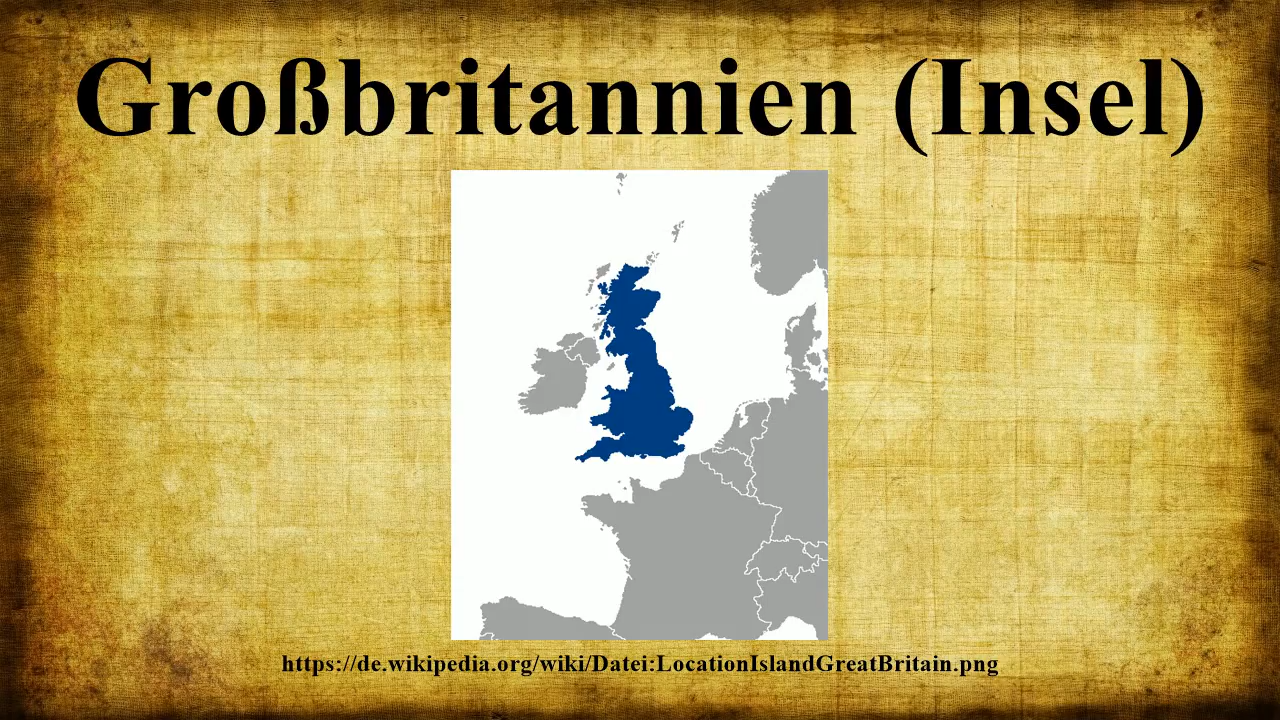 Großbritannien (Insel)
https://de.wikipedia.org/wiki/Datei:LocationIslandGreatBritain.png